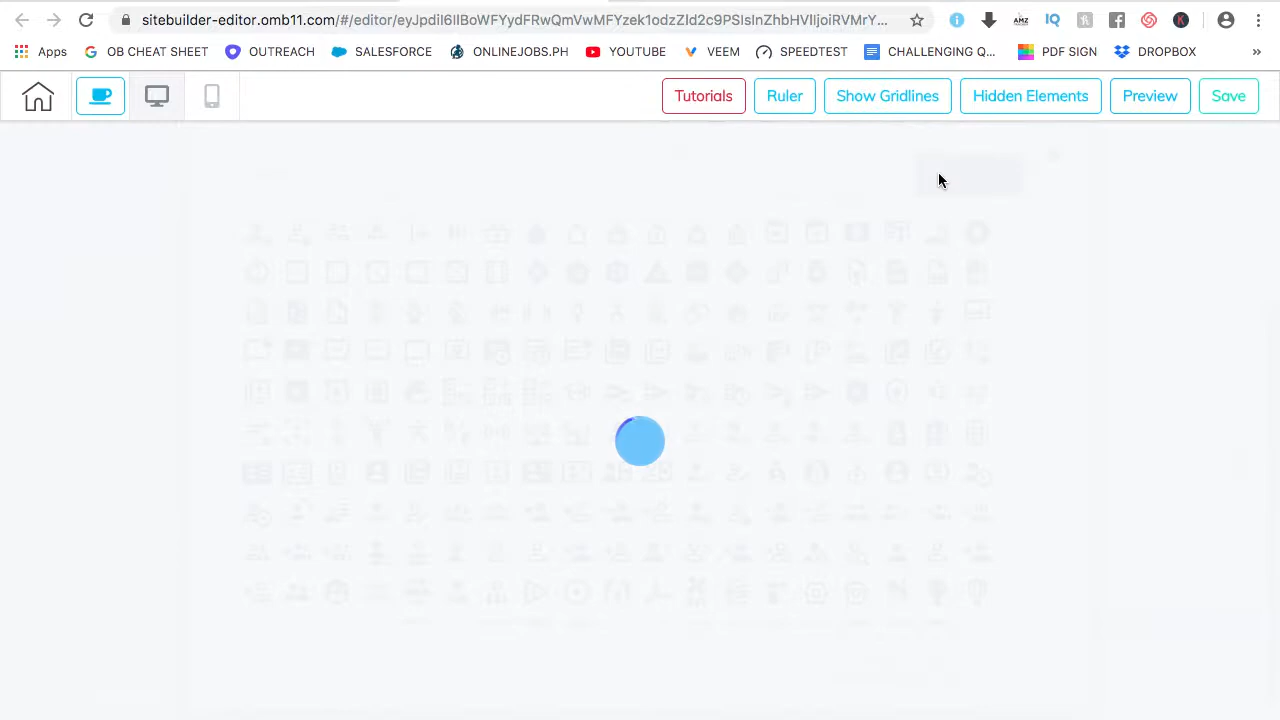 sitebuilder-editor.omb11.com/#/editor/eyJpdiI6IlBoWFYydFRwQmVwMFYzek1odzZId2c9PSIsInZhbHVlIjoiRVMrY...
Apps OB CHEAT SHEET OUTREACH SALESFORCE ONLINEJOBS.PH YOUTUBE VEEM SPEEDTEST CHALLENGING Q... PDF SIGN DROPBOX »
Tutorials Ruler Show Gridlines Hidden Elements Preview Save